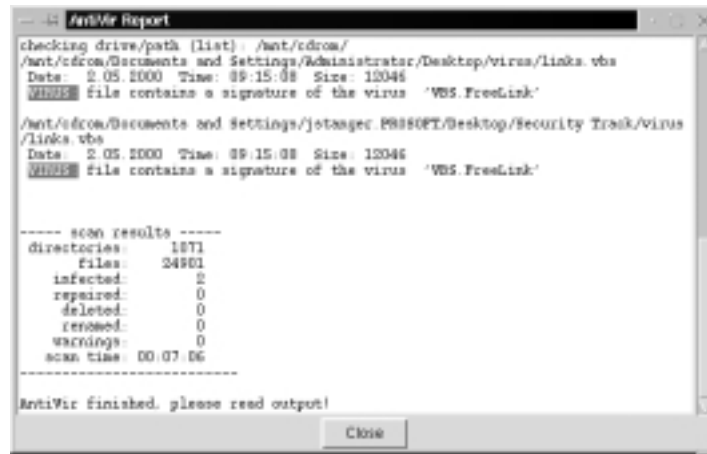 AntiVir Report
checking drive/path (list): /mnt/cdrom/
/mnt/cdrom/Documents and Settings/Administrator/Desktop/virus/links.vbs
Date: 2.05.2000 Time: 09:15:08 Size: 12046
VIRUS: file contains a signature of the virus 'VBS.FreeLink'
/mnt/cdrom/Documents and Settings/jstanger.PROSOFT/Desktop/Security Track/virus
/links.vbs
Date: 2.05.2000 Time: 09:15:08 Size: 12046
VIRUS: file contains a signature of the virus 'VBS.FreeLink'
----- scan results -----
directories: 1071
files: 24901
infected: 2
repaired: 0
deleted: 0
renamed: 0
warnings: 0
scan time: 00:07:06
--------------------------
AntiVir finished, please read output!
Close